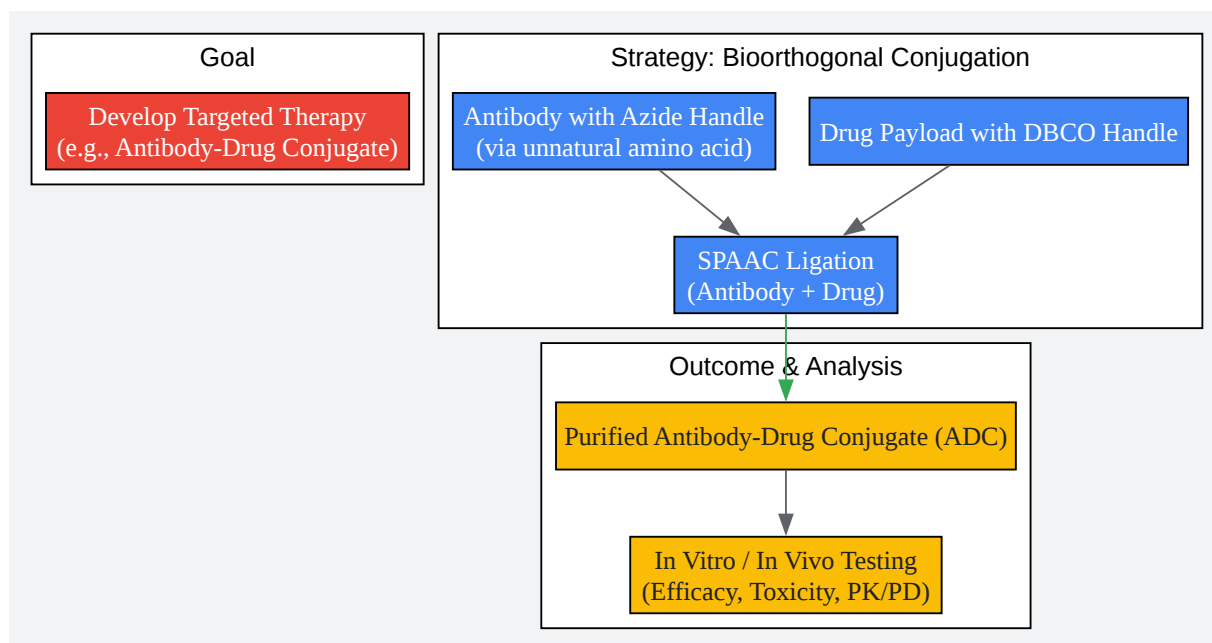 Goal
Develop Targeted Therapy
(e.g., Antibody-Drug Conjugate)
Strategy: Bioorthogonal Conjugation
Antibody with Azide Handle
(via unnatural amino acid)
Drug Payload with DBCO Handle
SPAAC Ligation
(Antibody + Drug)
Outcome & Analysis
Purified Antibody-Drug Conjugate (ADC)
In Vitro / In Vivo Testing
(Efficacy, Toxicity, PK/PD)